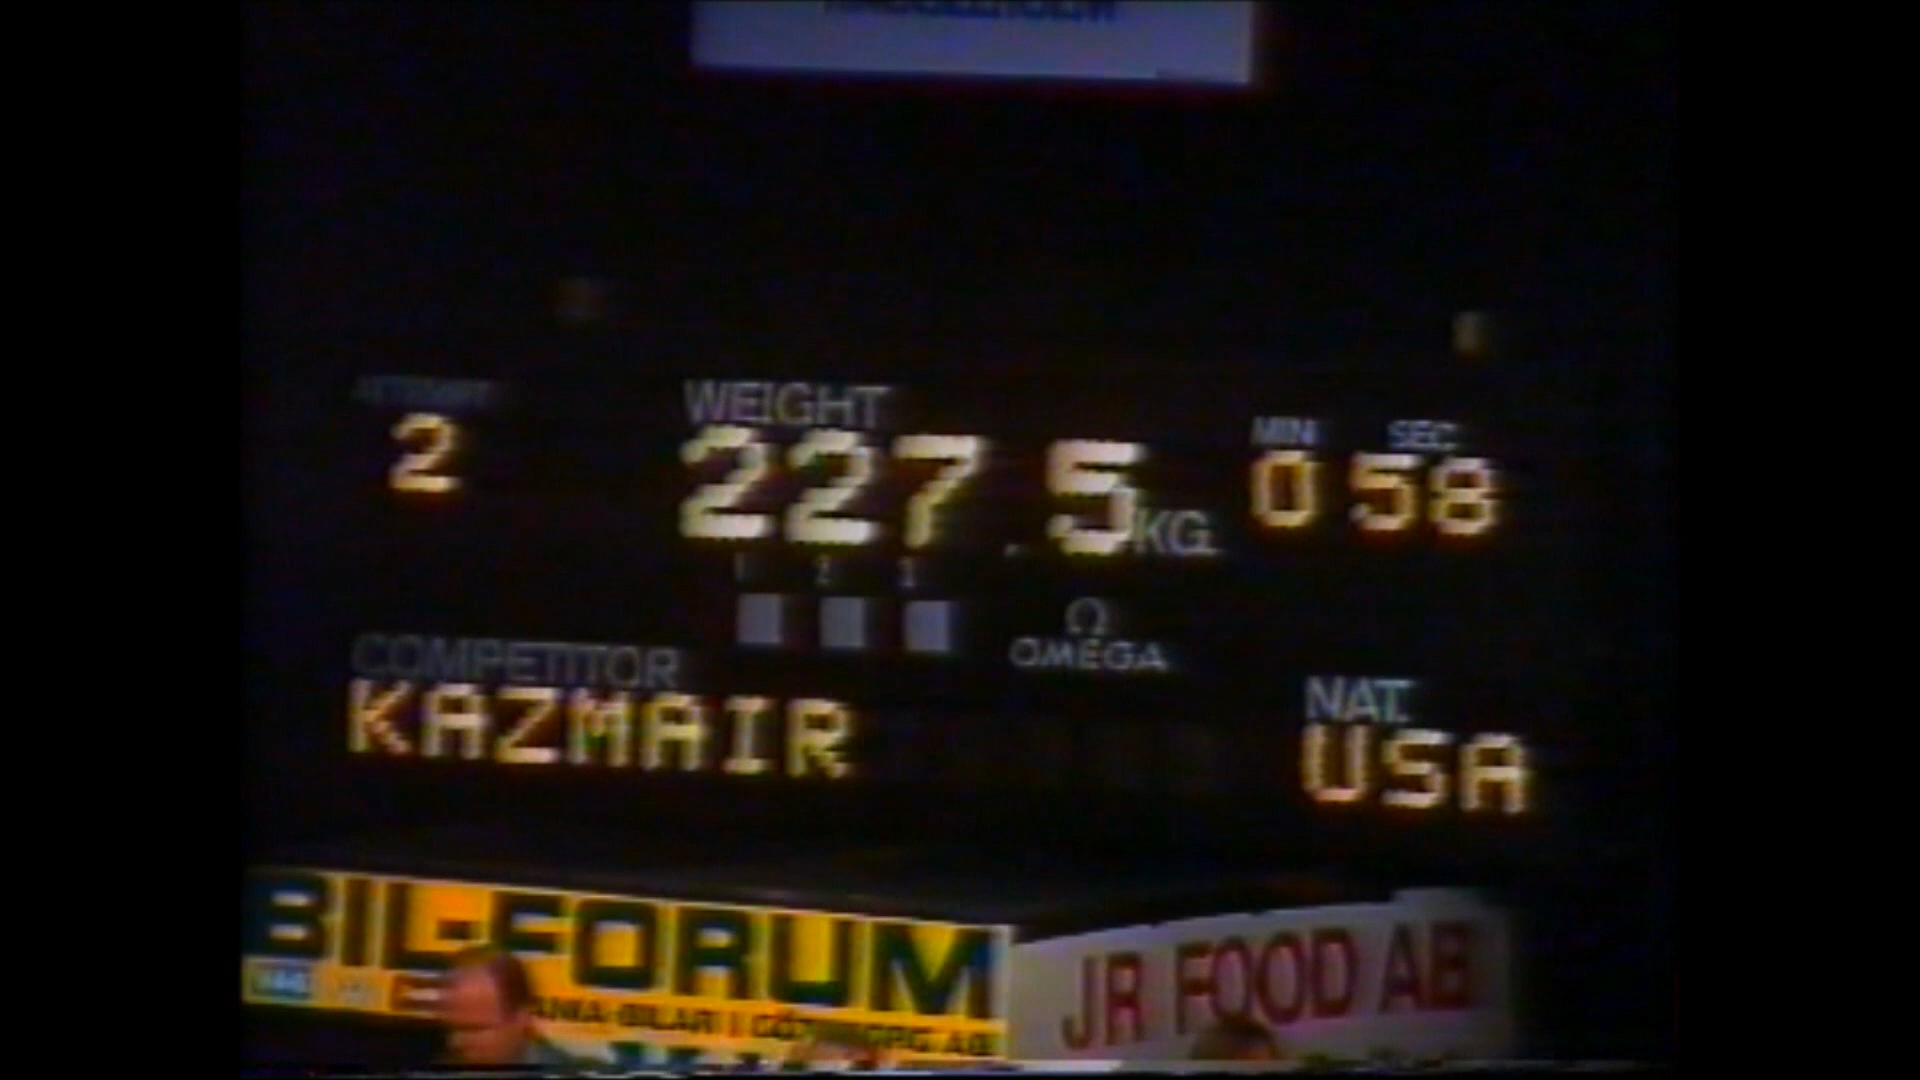 ATTEMPT
WEIGHT
MIN SEC
2
227.5 KG.
0 58
1 2 3
Ω
OMEGA
COMPETITOR
NAT.
KAZMAIR
USA
BIL-FORUM
JR FOOD AB